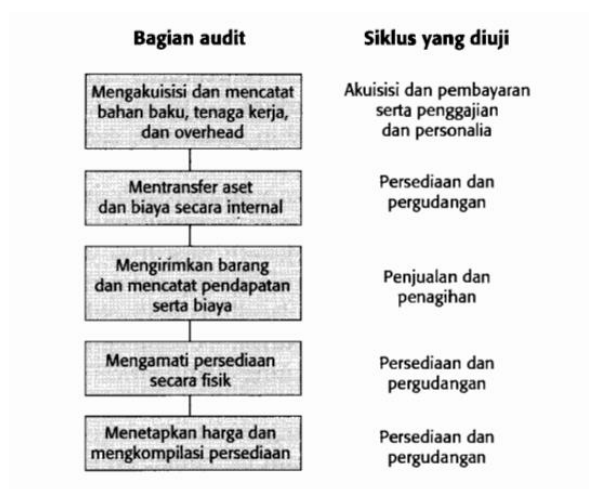 Bagian audit
Siklus yang diuji
Mengakuisisi dan mencatat
bahan baku, tenaga kerja,
dan overhead
Akuisisi dan pembayaran
serta penggajian
dan personalia
Mentransfer aset
dan biaya secara internal
Persediaan dan
pergudangan
Mengirimkan barang
dan mencatat pendapatan
serta biaya
Penjualan dan
penagihan
Mengamati persediaan
secara fisik
Persediaan dan
pergudangan
Menetapkan harga dan
mengkompilasi persediaan
Persediaan dan
pergudangan